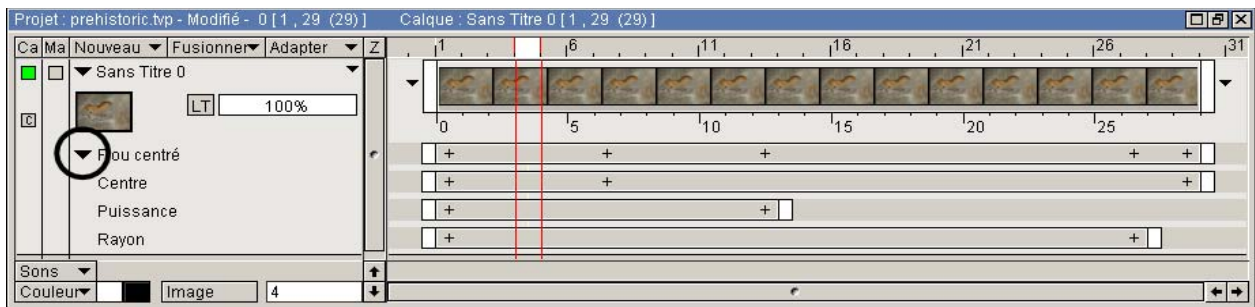 Projet : prehistoric.tvp - Modifié - 0 [ 1 , 29 (29) ] Calque : Sans Titre 0 [ 1 , 29 (29) ]
Ca Ma Nouveau Fusionner Adapter Z 1 6 11 16 21 26 31
Sans Titre 0
LT 100%
C
0 5 10 15 20 25
Flou centré
Centre
Puissance
Rayon
Sons
Couleur Image 4